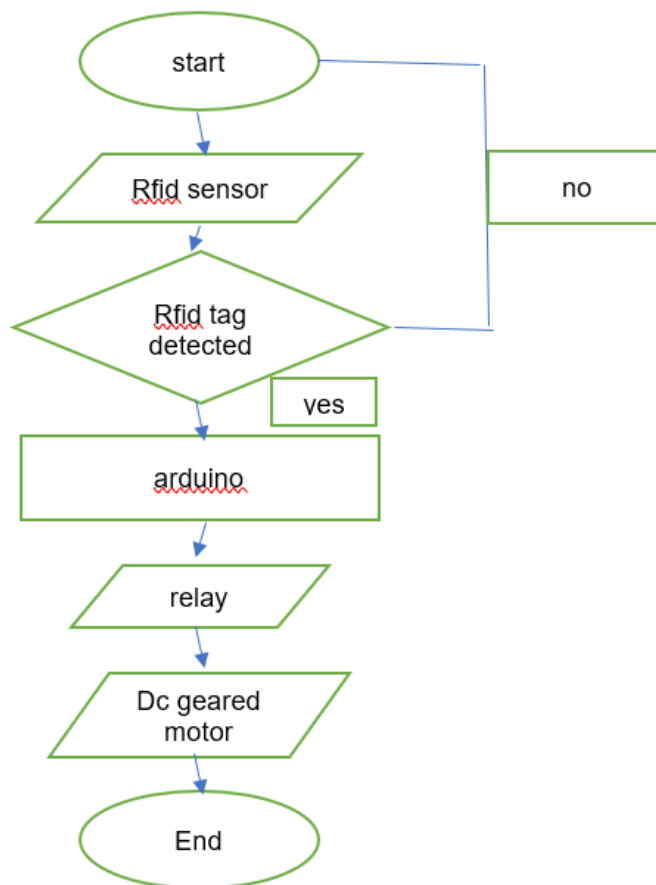 start
Rfid sensor
no
Rfid tag
detected
yes
arduino
relay
Dc geared
motor
End